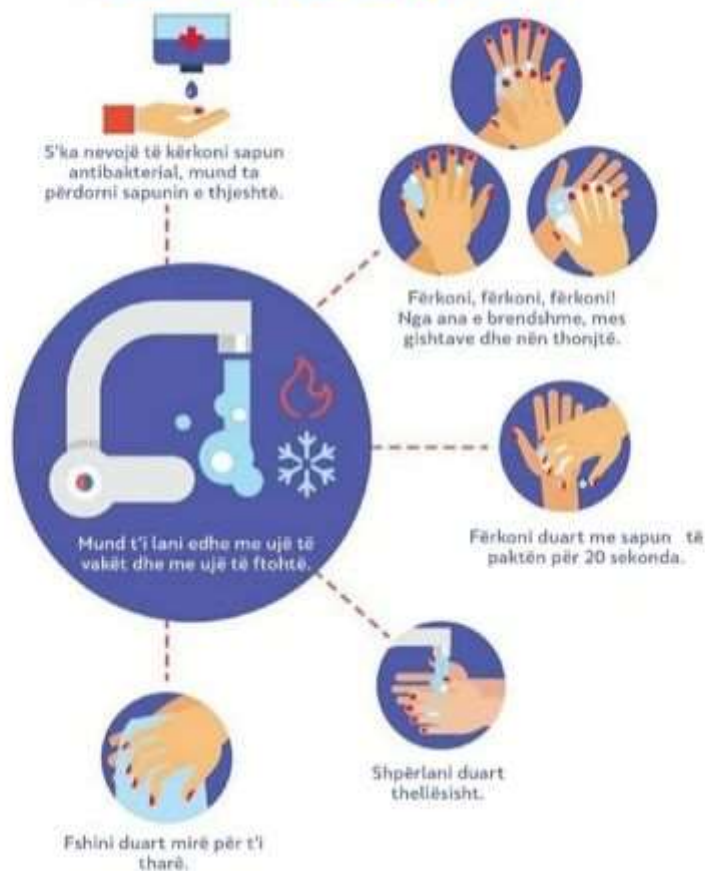 S'ka nevojë të kërkoni sapun
antibakterial, mund ta
përdorni sapunin e thjeshtë.
Fërkoni, fërkoni, fërkoni!
Nga ana e brendshme, mes
gishtave dhe nën thonjtë.
Mund t'i lani edhe me ujë të
vakët dhe me ujë të ftohtë.
Fërkoni duart me sapun të
paktën për 20 sekonda.
Shpërlani duart
thellësisht.
Fshini duart mirë për t'i
tharë.